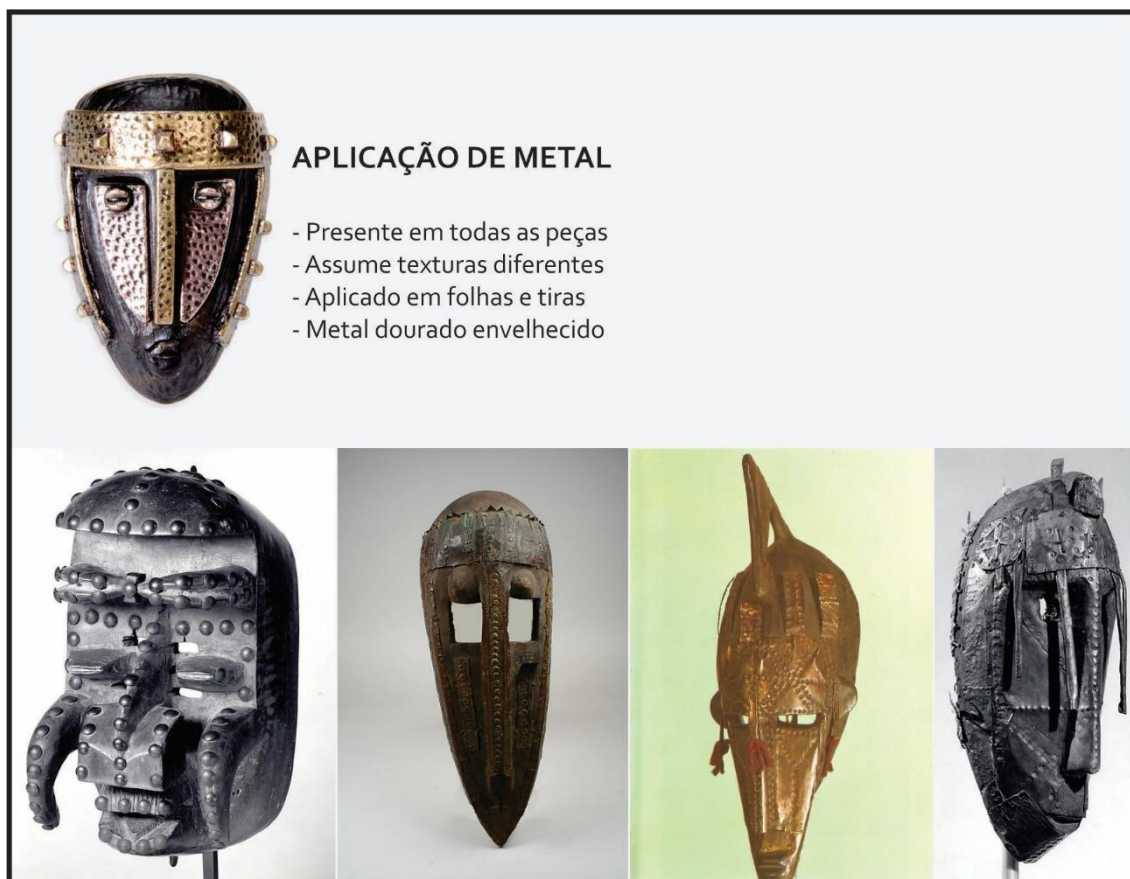 APLICAÇÃO DE METAL
- Presente em todas as peças
- Assume texturas diferentes
- Aplicado em folhas e tiras
- Metal dourado envelhecido